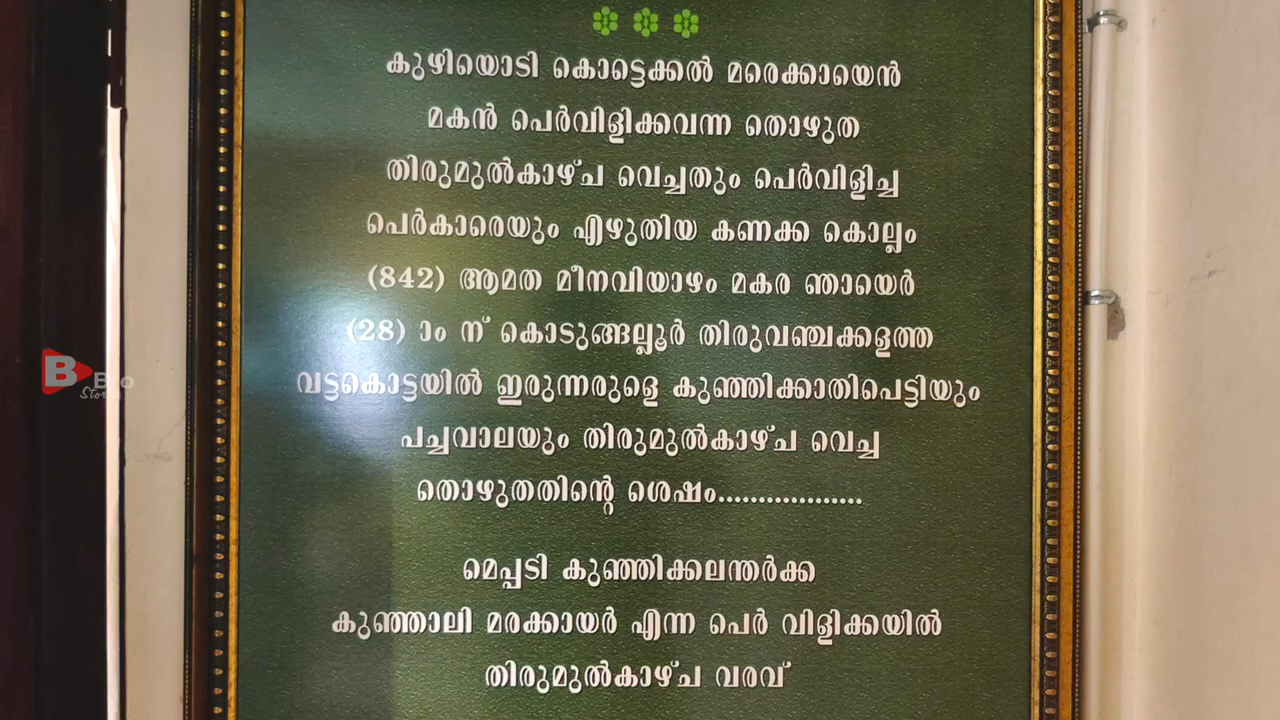 കുഴിയൊടി കൊട്ടെക്കൽ മരെക്കായെൻ
മകൻ പെർവിളിക്കവന്ന തൊഴുത
തിരുമുൽകാഴ്ച വെച്ചതും പെർവിളിച്ച
പെർകാരെയും എഴുതിയ കണക്ക കൊല്ലം
(842) ആമത മീനവിയാഴം മകര ഞായെർ
(28) ാം ന് കൊടുങ്ങല്ലൂർ തിരുവഞ്ചക്കളത്ത
വട്ടകൊട്ടയിൽ ഇരുന്നരുളെ കുഞ്ഞിക്കാതിപെട്ടിയും
പച്ചവാലയും തിരുമുൽകാഴ്ച വെച്ച
തൊഴുതതിന്റെ ശെഷം..................
മെപ്പടി കുഞ്ഞിക്കലന്തർക്ക
കുഞ്ഞാലി മരക്കായർ എന്ന പെർ വിളിക്കയിൽ
തിരുമുൽകാഴ്ച വരവ്